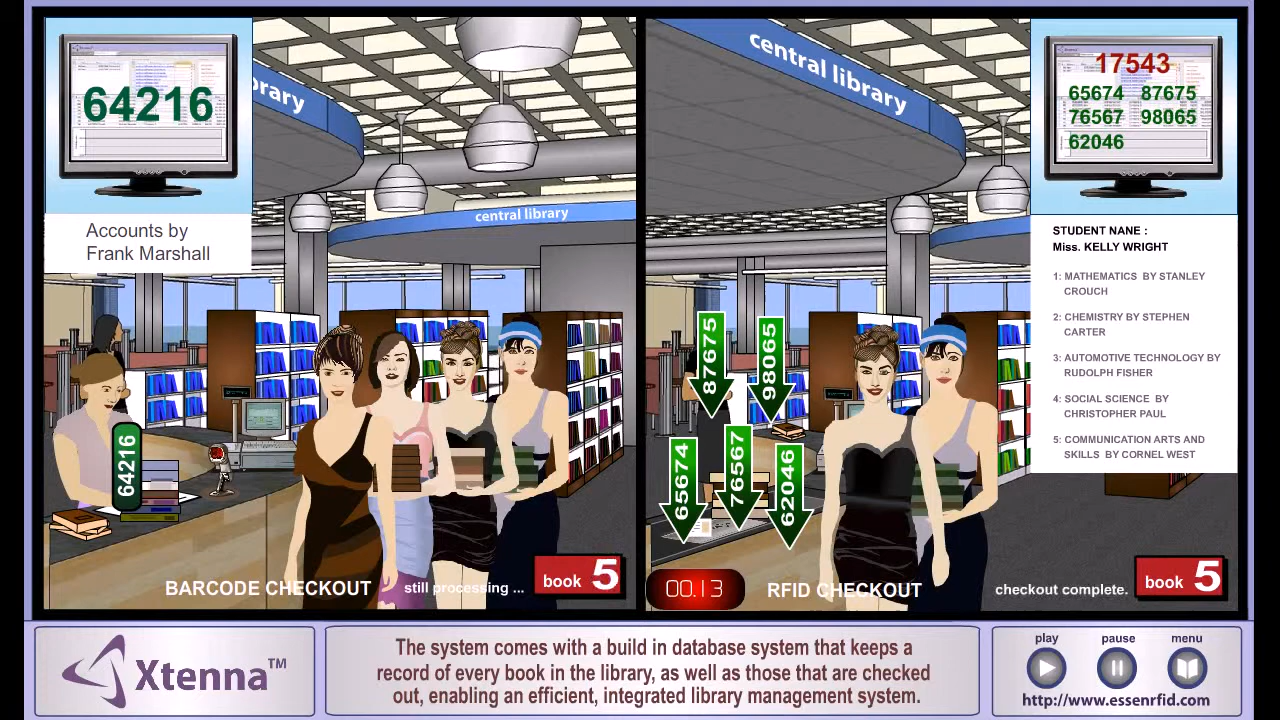 64216
Accounts by
Frank Marshall
brary
central library
64216
BARCODE CHECKOUT
still processing ...
book 5
central library
87675
98065
65674
76567
62046
00.13
RFID CHECKOUT
checkout complete.
book 5
17543
65674 87675
76567 98065
62046
STUDENT NAME :
Miss. KELLY WRIGHT
1: MATHEMATICS BY STANLEY
CROUCH
2: CHEMISTRY BY STEPHEN
CARTER
3: AUTOMOTIVE TECHNOLOGY BY
RUDOLPH FISHER
4: SOCIAL SCIENCE BY
CHRISTOPHER PAUL
5: COMMUNICATION ARTS AND
SKILLS BY CORNEL WEST
Xtenna™
The system comes with a build in database system that keeps a
record of every book in the library, as well as those that are checked
out, enabling an efficient, integrated library management system.
play pause menu
http://www.essenrfid.com